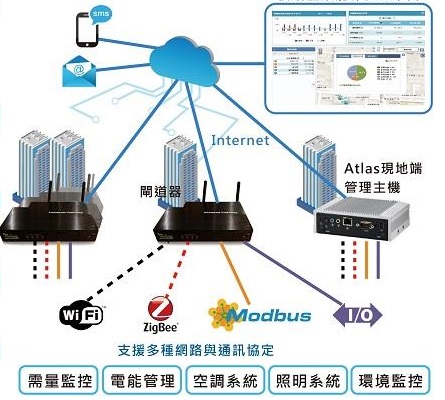 sms
@
Internet
閘道器
Atlas現地端
管理主機
Wi Fi
ZigBee
Modbus
I/O
支援多種網路與通訊協定
需量監控
電能管理
空調系統
照明系統
環境監控